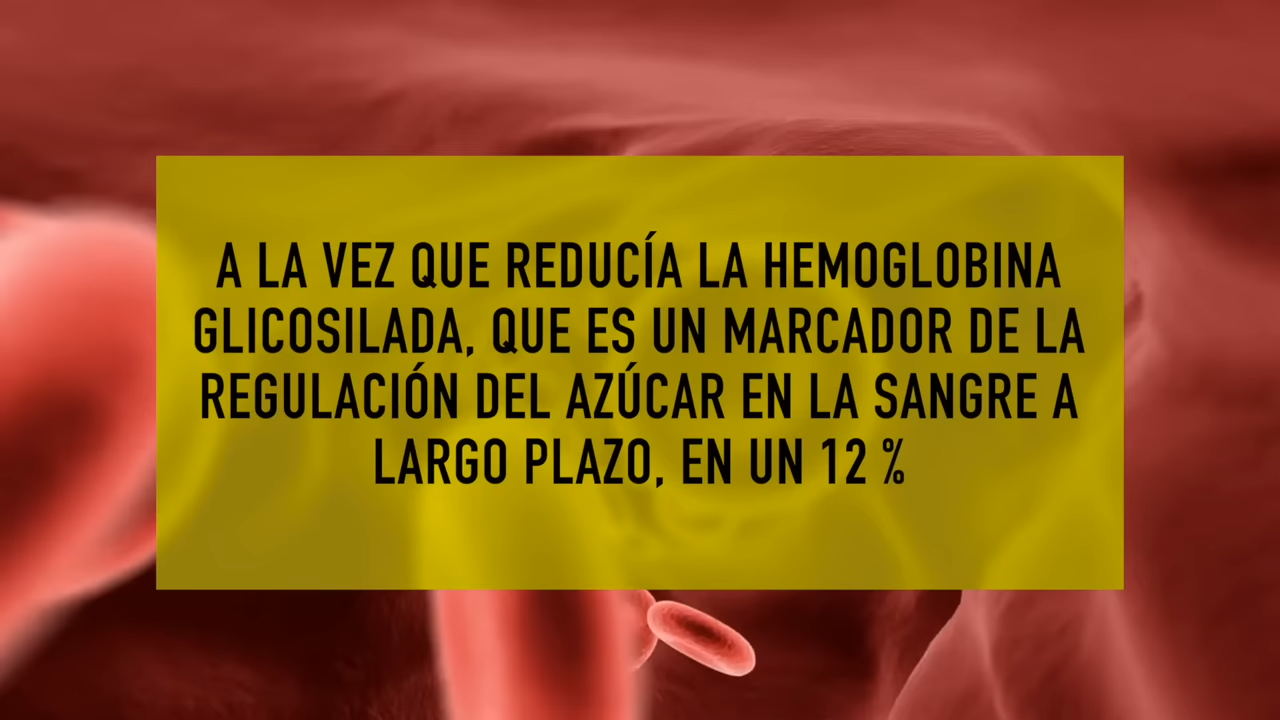 A LA VEZ QUE REDUCÍA LA HEMOGLOBINA
GLICOSILADA, QUE ES UN MARCADOR DE LA
REGULACIÓN DEL AZÚCAR EN LA SANGRE A
LARGO PLAZO, EN UN 12 %